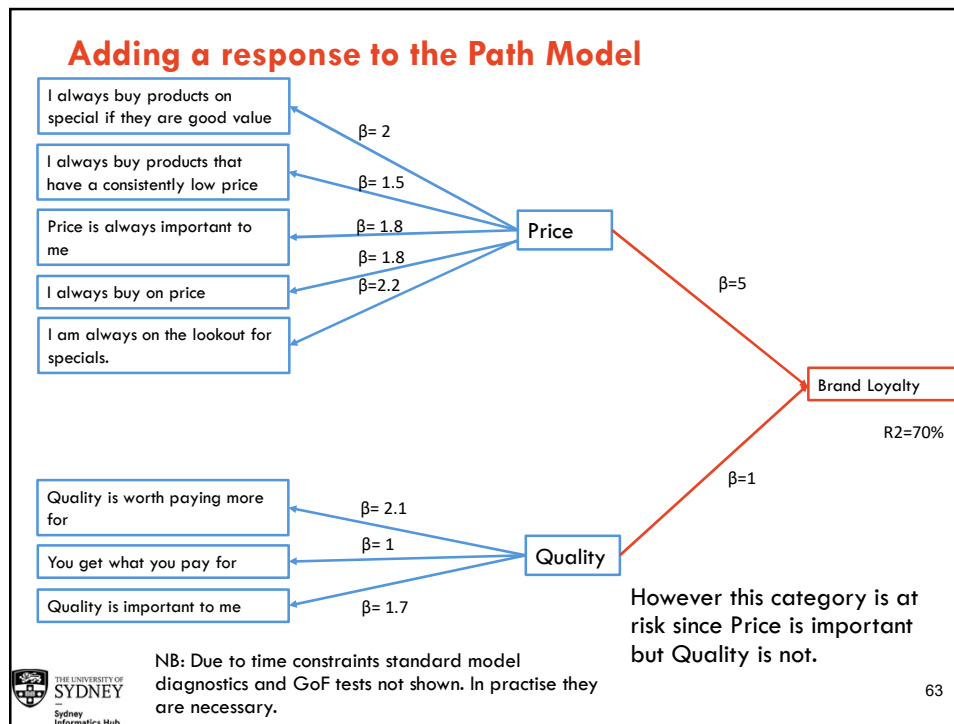 Adding a response to the Path Model
I always buy products on
special if they are good value
β= 2
I always buy products that
have a consistently low price
β= 1.5
Price is always important to
me
β= 1.8
Price
β= 1.8
I always buy on price
β=2.2
β=5
I am always on the lookout for
specials.
Brand Loyalty
R2=70%
β=1
Quality is worth paying more
for
β= 2.1
You get what you pay for
β= 1
Quality
Quality is important to me
β= 1.7
However this category is at
risk since Price is important
but Quality is not.
NB: Due to time constraints standard model
diagnostics and GoF tests not shown. In practise they
are necessary.
THE UNIVERSITY OF
SYDNEY
Sydney
Informatics Hub
63